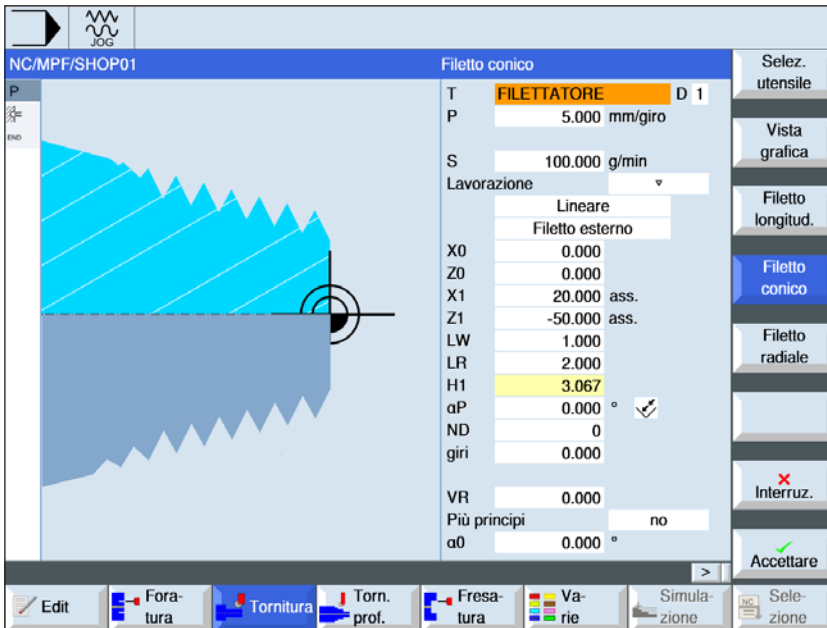 JOG
NC/MPF/SHOP01
Filetto conico
P
END
T FILETTATORE D 1
P 5.000 mm/giro
S 100.000 g/min
Lavorazione ▿
Lineare
Filetto esterno
X0 0.000
Z0 0.000
X1 20.000 ass.
Z1 -50.000 ass.
LW 1.000
LR 2.000
H1 3.067
αP 0.000 °
ND 0
giri 0.000
VR 0.000
Più principi no
α0 0.000 °
>
Selez.
utensile
Vista
grafica
Filetto
longitud.
Filetto
conico
Filetto
radiale
Interruz.
Accettare
Edit
Fora-
tura
Tornitura
Torn.
prof.
Fresa-
tura
Va-
rie
Simula-
zione
NC
Sele-
zione